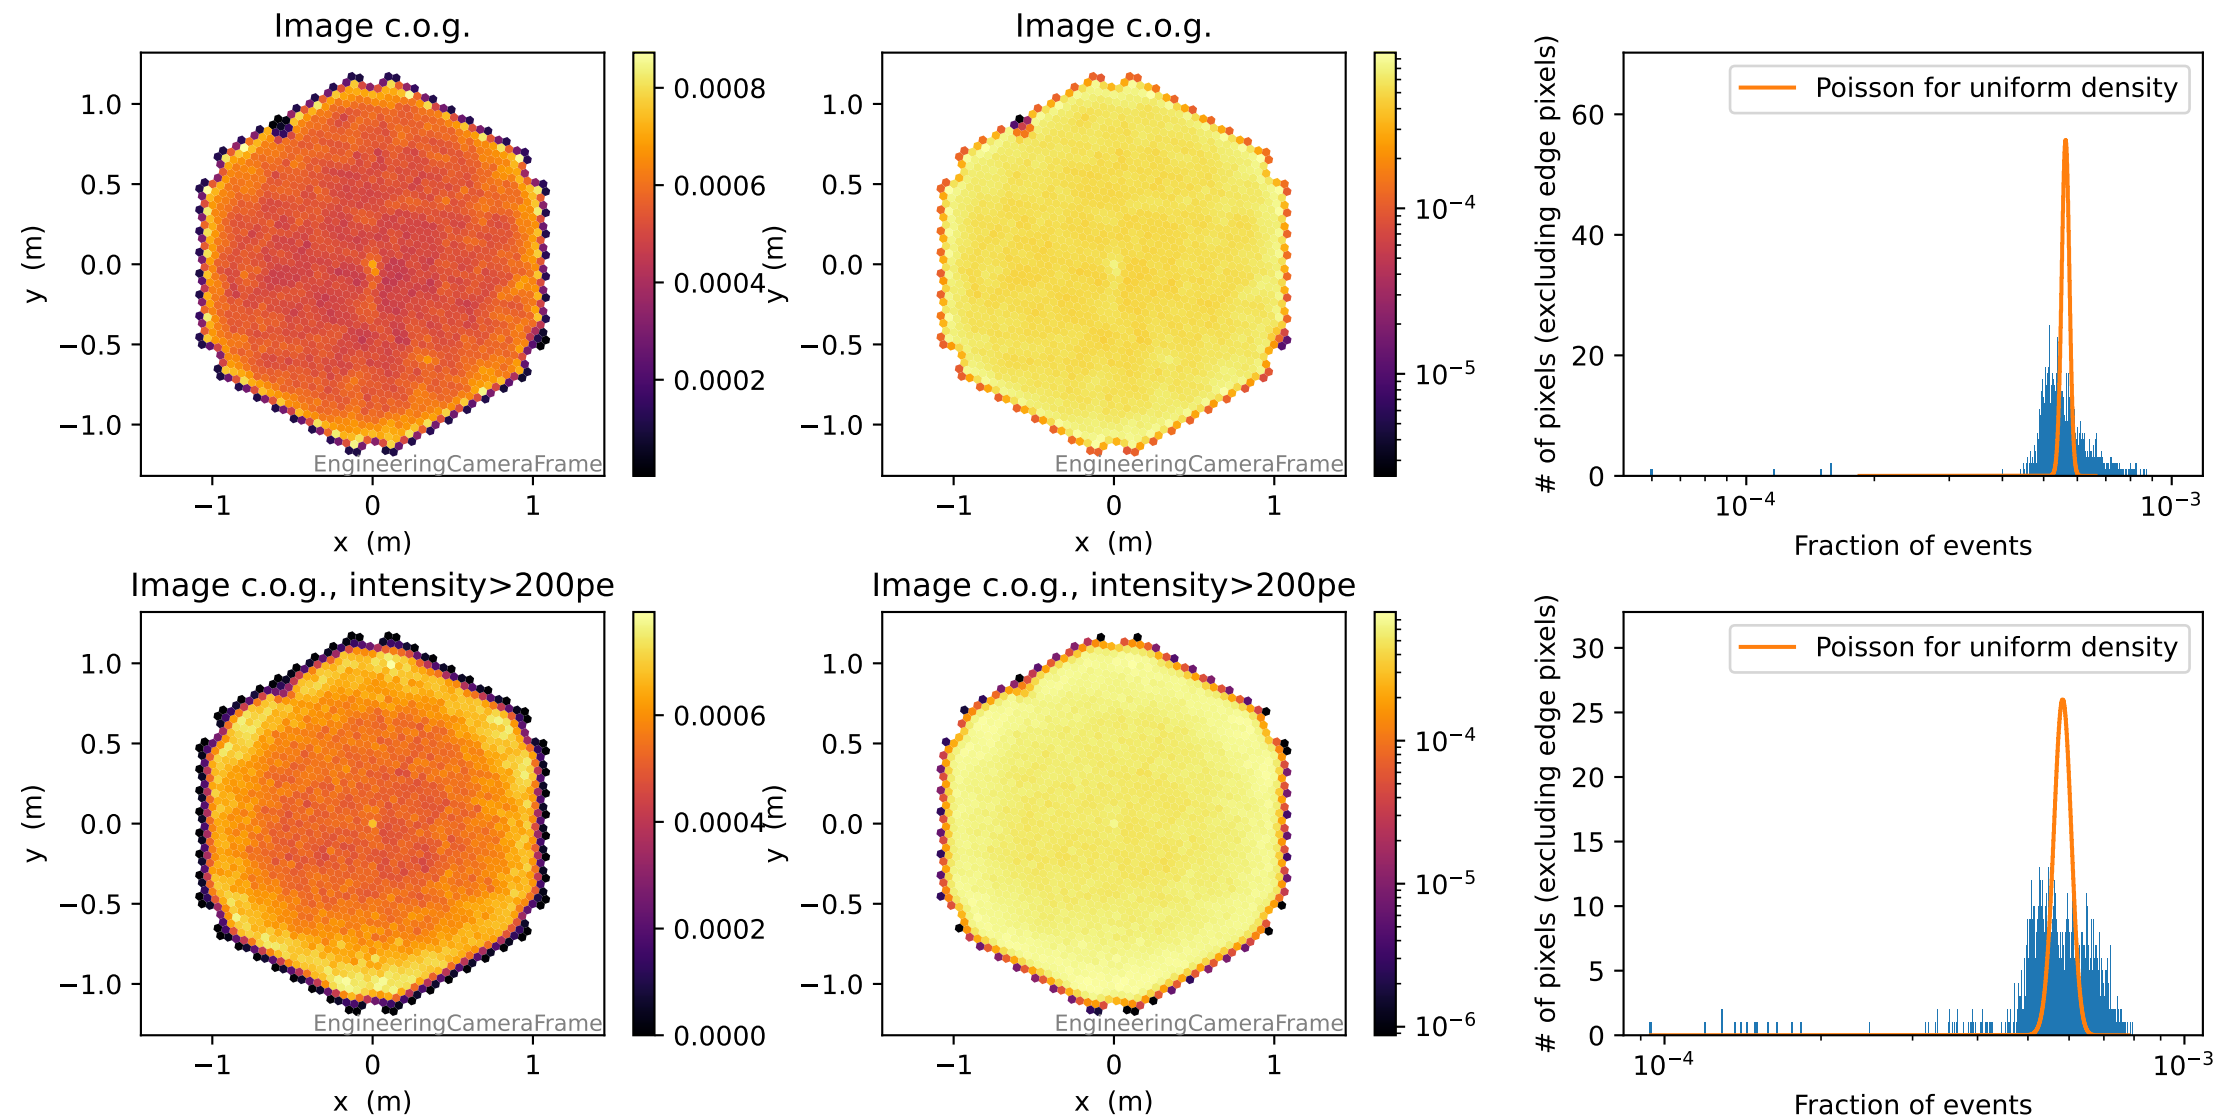 Image c.o.g.
y (m)
1.0
0.5
0.0
−0.5
−1.0
−1
0
1
x (m)
EngineeringCameraFrame
0.0008
0.0006
0.0004
0.0002
Image c.o.g.
y (m)
1.0
0.5
0.0
−0.5
−1.0
−1
0
1
x (m)
EngineeringCameraFrame
10⁻⁴
10⁻⁵
# of pixels (excluding edge pixels)
60
40
20
0
Poisson for uniform density
10⁻⁴
10⁻³
Fraction of events
Image c.o.g., intensity>200pe
y (m)
1.0
0.5
0.0
−0.5
−1.0
−1
0
1
x (m)
EngineeringCameraFrame
0.0006
0.0004
0.0002
0.0000
Image c.o.g., intensity>200pe
y (m)
1.0
0.5
0.0
−0.5
−1.0
−1
0
1
x (m)
EngineeringCameraFrame
10⁻⁴
10⁻⁵
10⁻⁶
# of pixels (excluding edge pixels)
30
25
20
15
10
5
0
Poisson for uniform density
10⁻⁴
10⁻³
Fraction of events